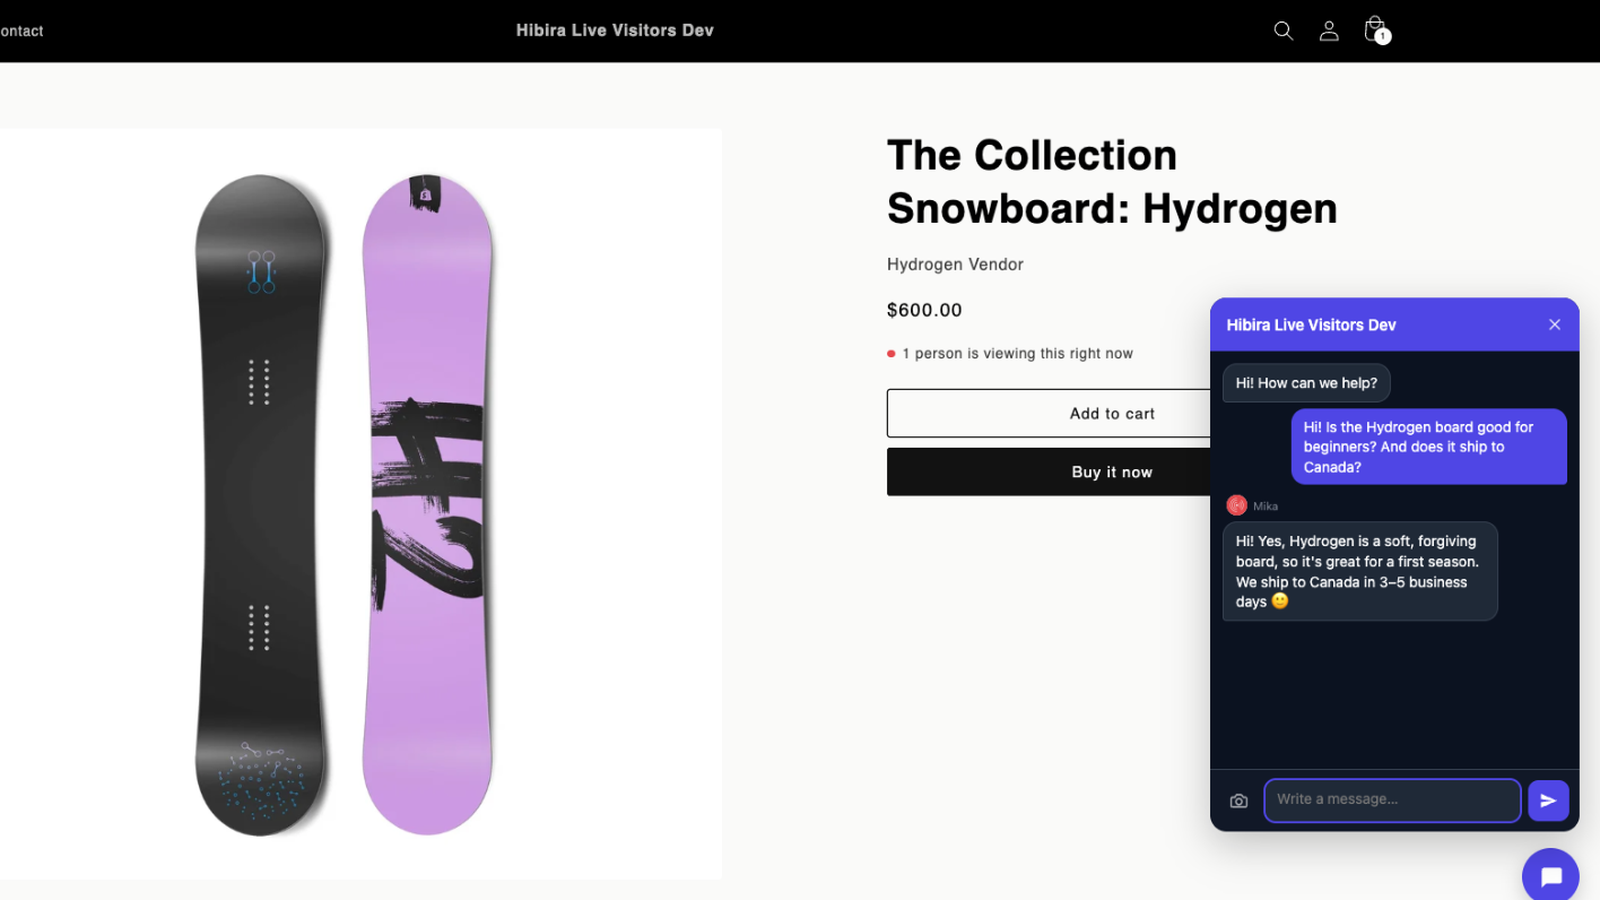 ontact
Hibira Live Visitors Dev
1
The Collection
Snowboard: Hydrogen
Hydrogen Vendor
$600.00
1 person is viewing this right now
Add to cart
Buy it now
Hibira Live Visitors Dev
Hi! How can we help?
Hi! Is the Hydrogen board good for
beginners? And does it ship to
Canada?
Mika
Hi! Yes, Hydrogen is a soft, forgiving
board, so it's great for a first season.
We ship to Canada in 3–5 business
days 🙂
Write a message...